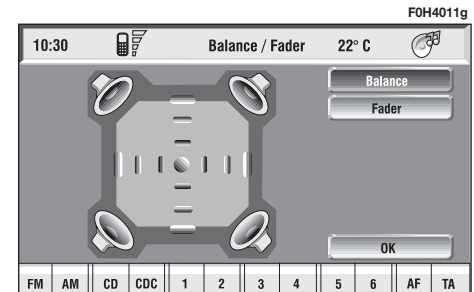 F0H4011g
10:30 Balance / Fader 22° C
Balance
Fader
OK
FM AM CD CDC 1 2 3 4 5 6 AF TA